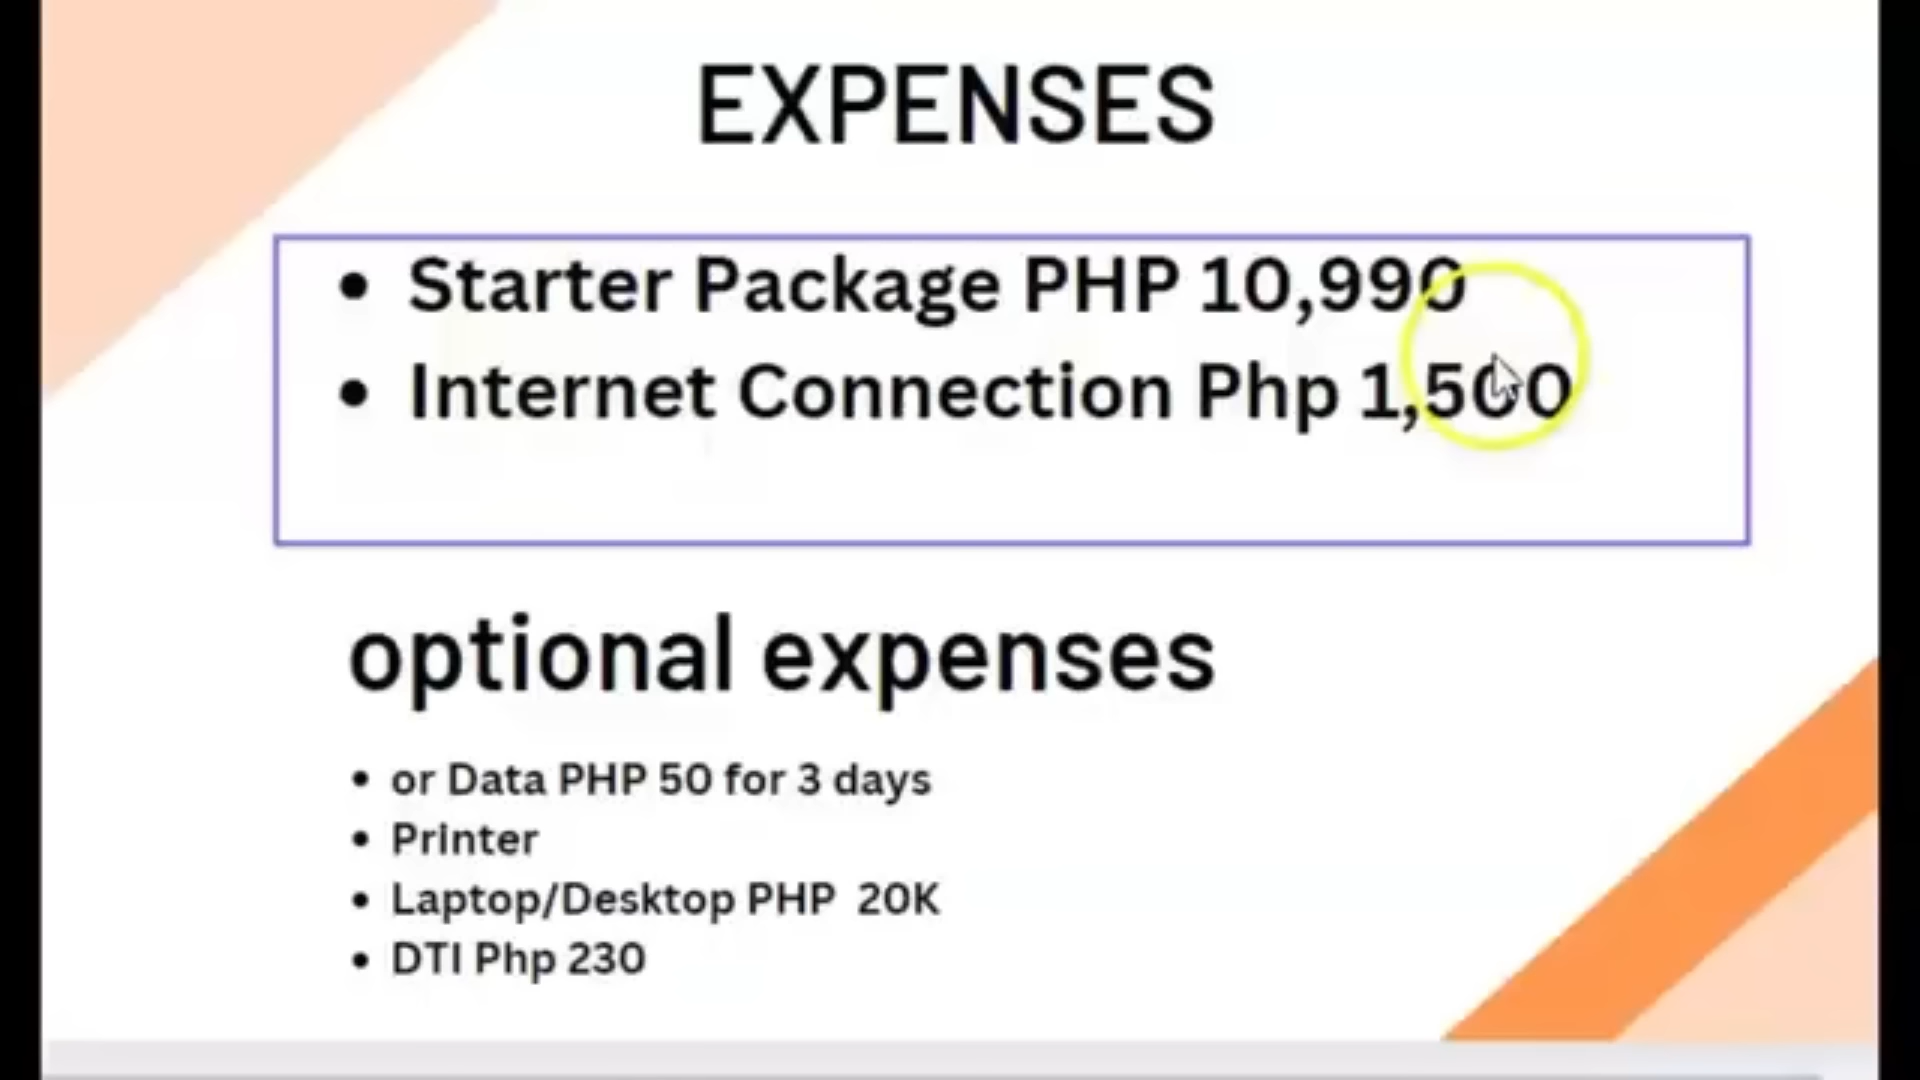 EXPENSES
• Starter Package PHP 10,990
• Internet Connection Php 1,500
optional expenses
• or Data PHP 50 for 3 days
• Printer
• Laptop/Desktop PHP  20K
• DTI Php 230